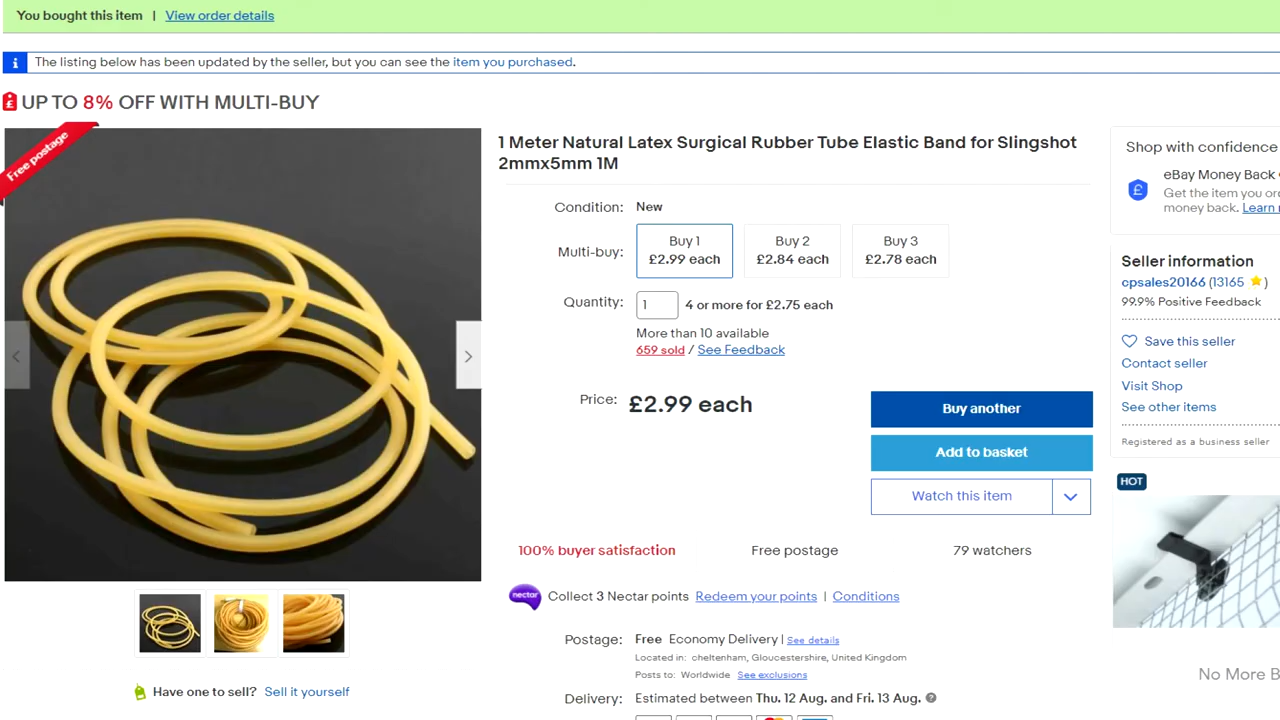 You bought this item | View order details
The listing below has been updated by the seller, but you can see the item you purchased.
UP TO 8% OFF WITH MULTI-BUY
Free postage
1 Meter Natural Latex Surgical Rubber Tube Elastic Band for Slingshot
2mmx5mm 1M
Condition: New
Multi-buy:
Buy 1
£2.99 each
Buy 2
£2.84 each
Buy 3
£2.78 each
Quantity: 1 4 or more for £2.75 each
More than 10 available
659 sold / See Feedback
Price: £2.99 each
Buy another
Add to basket
Watch this item
100% buyer satisfaction Free postage 79 watchers
nectar Collect 3 Nectar points Redeem your points | Conditions
Postage: Free Economy Delivery | See details
Located in: cheltenham, Gloucestershire, United Kingdom
Posts to: Worldwide See exclusions
Delivery: Estimated between Thu. 12 Aug. and Fri. 13 Aug.
Have one to sell? Sell it yourself
Shop with confidence
eBay Money Back
Get the item you
money back. Learn
Seller information
cpsales20166 (13165)
99.9% Positive Feedback
Save this seller
Contact seller
Visit Shop
See other items
Registered as a business seller
HOT
No More